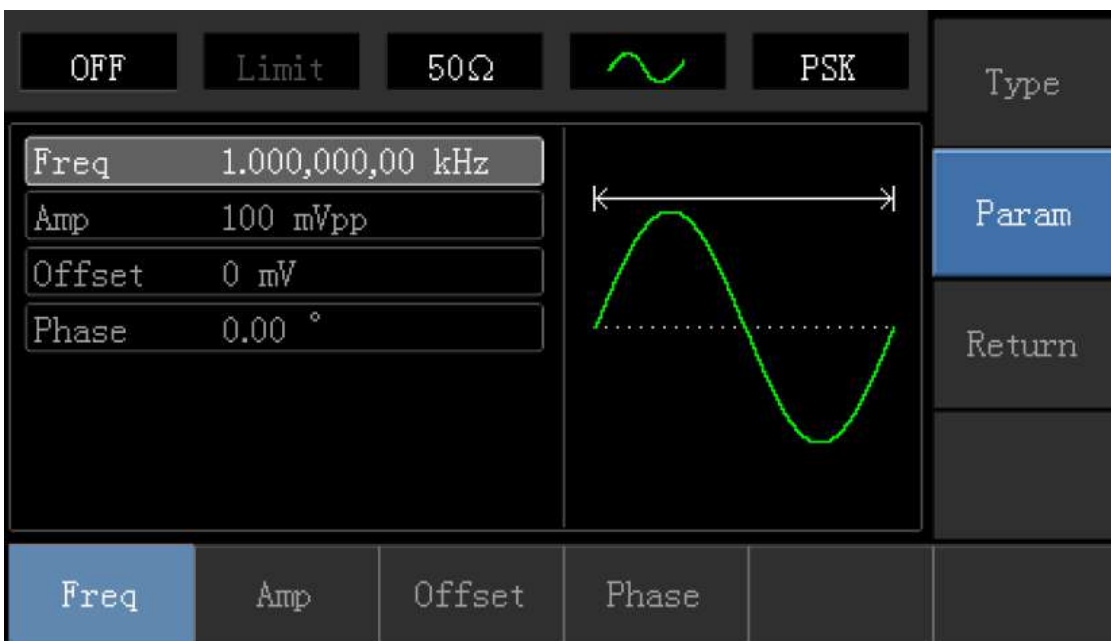 OFF Limit 50Ω PSK
Type
Freq 1.000,000,00 kHz
Amp 100 mVpp
Param
Offset 0 mV
Phase 0.00 °
Return
Freq Amp Offset Phase